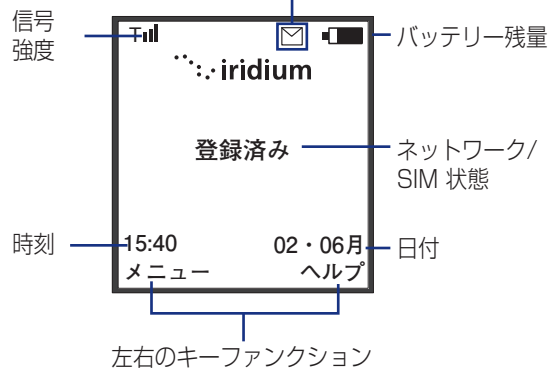 信号
強度
バッテリー残量
iridium
登録済み
ネットワーク/
SIM 状態
時刻
15:40
02・06月
日付
メニュー
ヘルプ
左右のキーファンクション